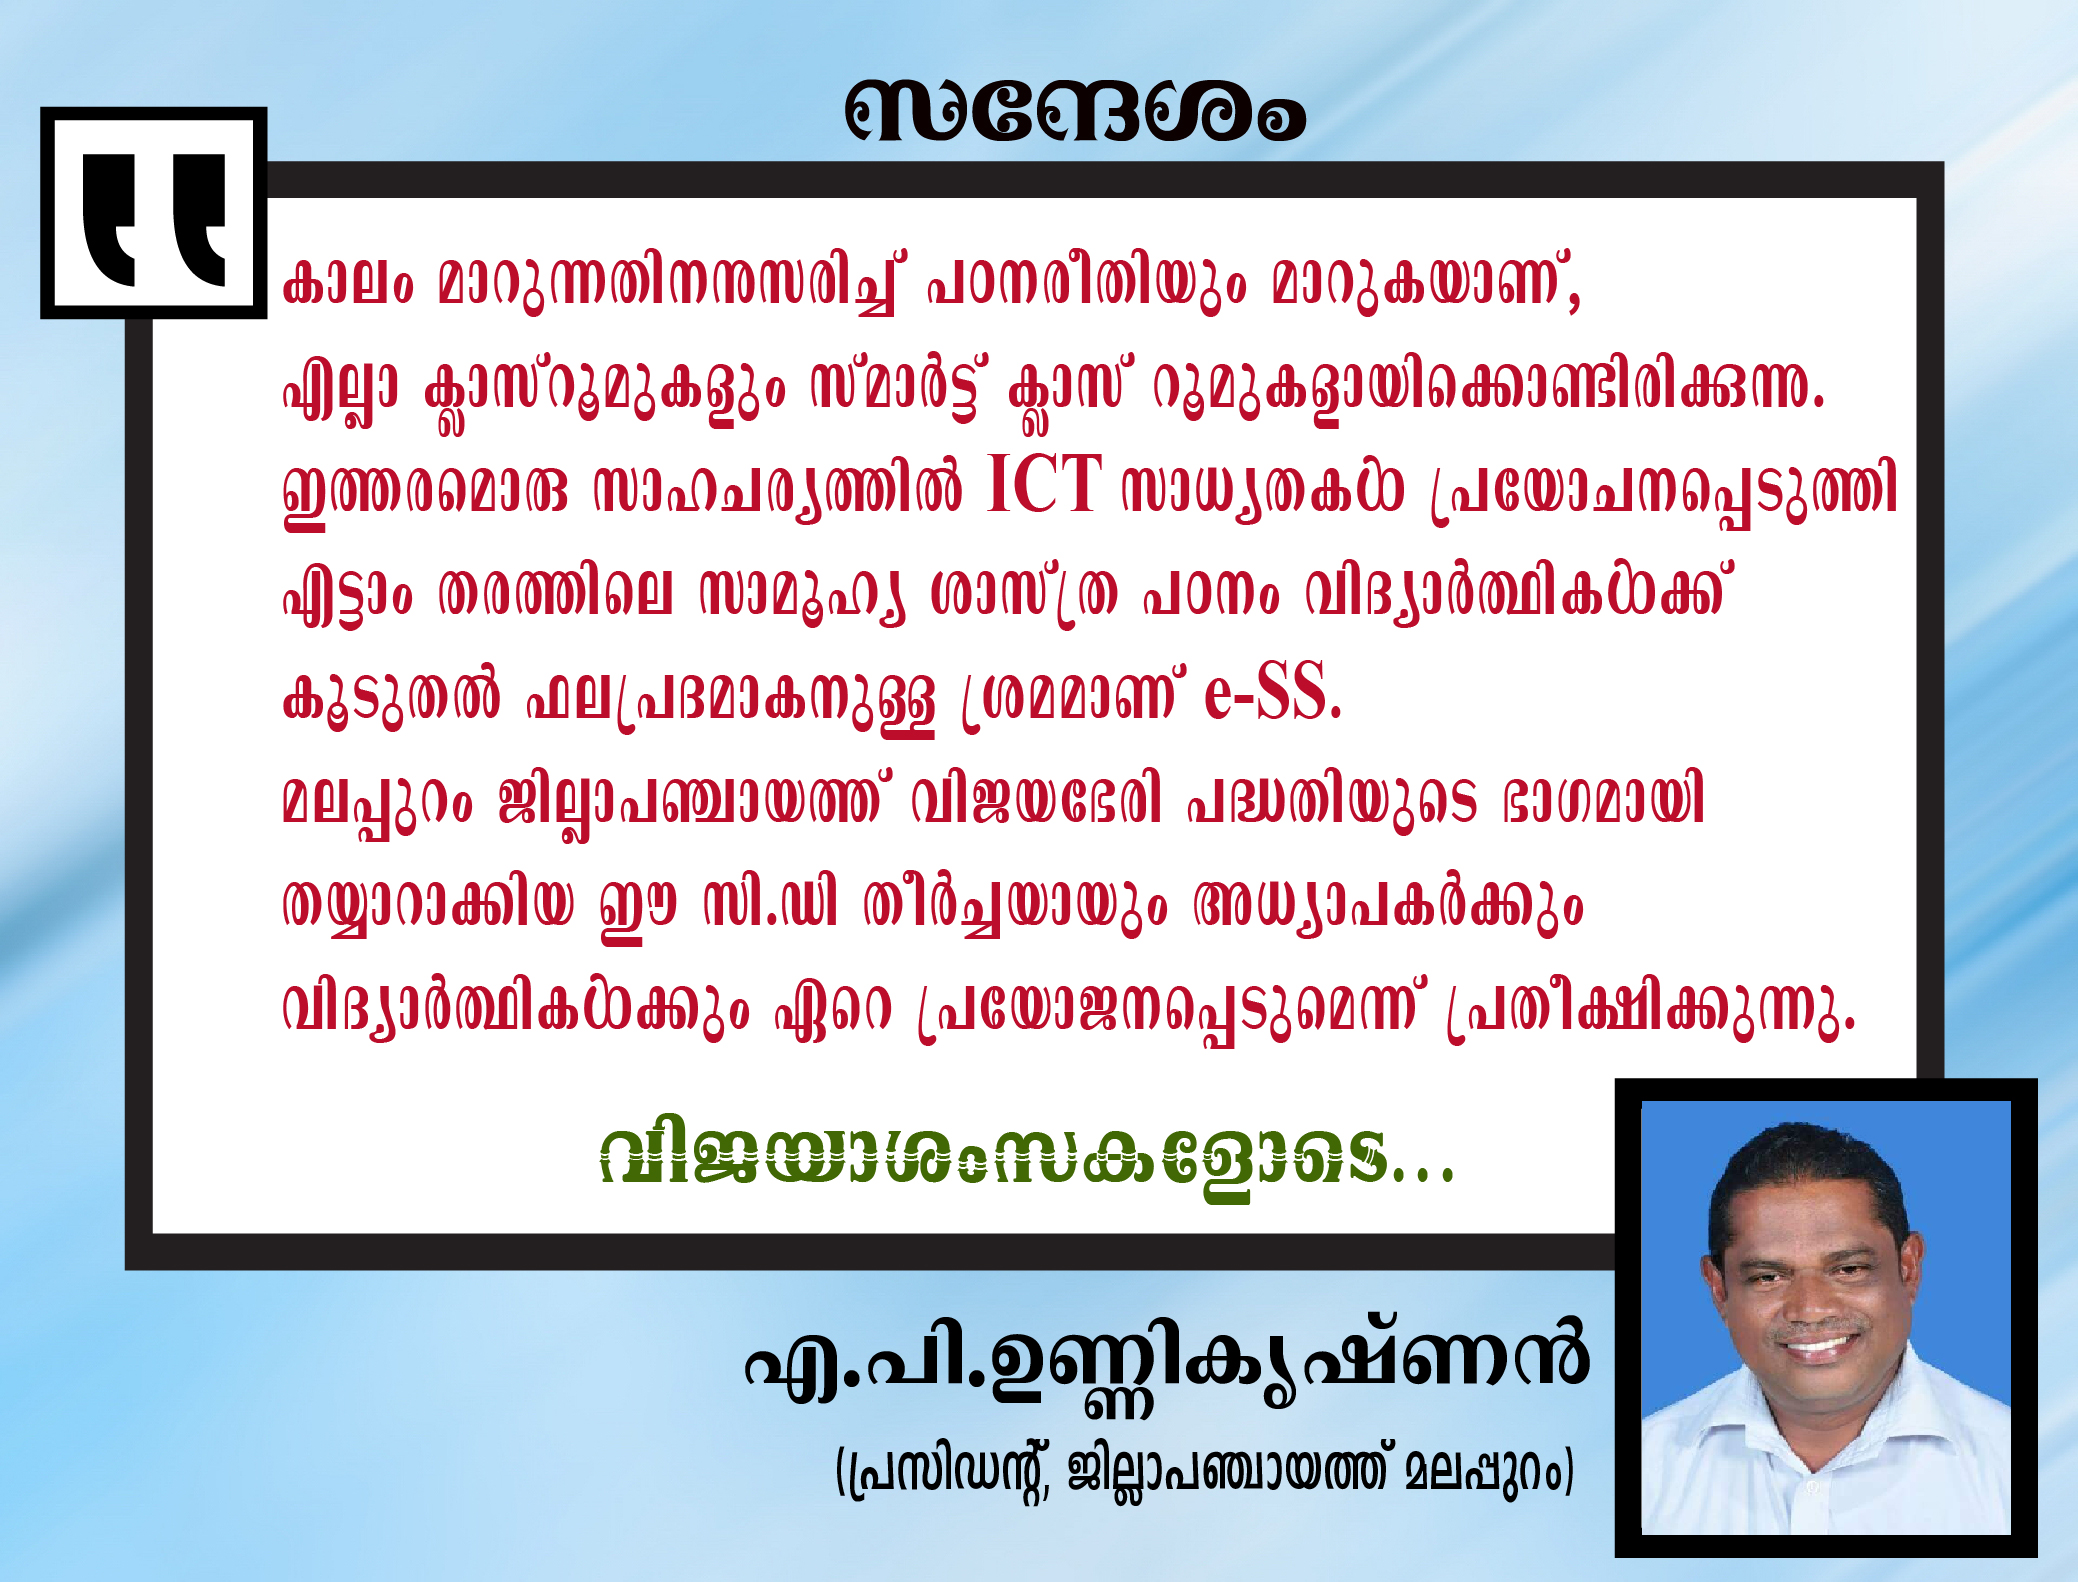 സന്ദേശം
കാലം മാറുന്നതിനനുസരിച്ച് പഠനരീതിയും മാറുകയാണ്,
എല്ലാ ക്ലാസ്റൂമുകളും സ്മാർട്ട് ക്ലാസ് റൂമുകളായിക്കൊണ്ടിരിക്കുന്നു.
ഇത്തരമൊരു സാഹചര്യത്തിൽ ICT സാധ്യതകൾ പ്രയോചനപ്പെടുത്തി
എട്ടാം തരത്തിലെ സാമൂഹ്യ ശാസ്ത്ര പഠനം വിദ്യാർത്ഥികൾക്ക്
കൂടുതൽ ഫലപ്രദമാകനുള്ള ശ്രമമാണ് e-SS.
മലപ്പുറം ജില്ലാപഞ്ചായത്ത് വിജയഭേരി പദ്ധതിയുടെ ഭാഗമായി
തയ്യാറാക്കിയ ഈ സി.ഡി തീർച്ചയായും അധ്യാപകർക്കും
വിദ്യാർത്ഥികൾക്കും ഏറെ പ്രയോജനപ്പെടുമെന്ന് പ്രതീക്ഷിക്കുന്നു.
വിജയാശംസകളോടെ...
എ.പി.ഉണ്ണികൃഷ്ണൻ
(പ്രസിഡന്റ്, ജില്ലാപഞ്ചായത്ത് മലപ്പുറം)